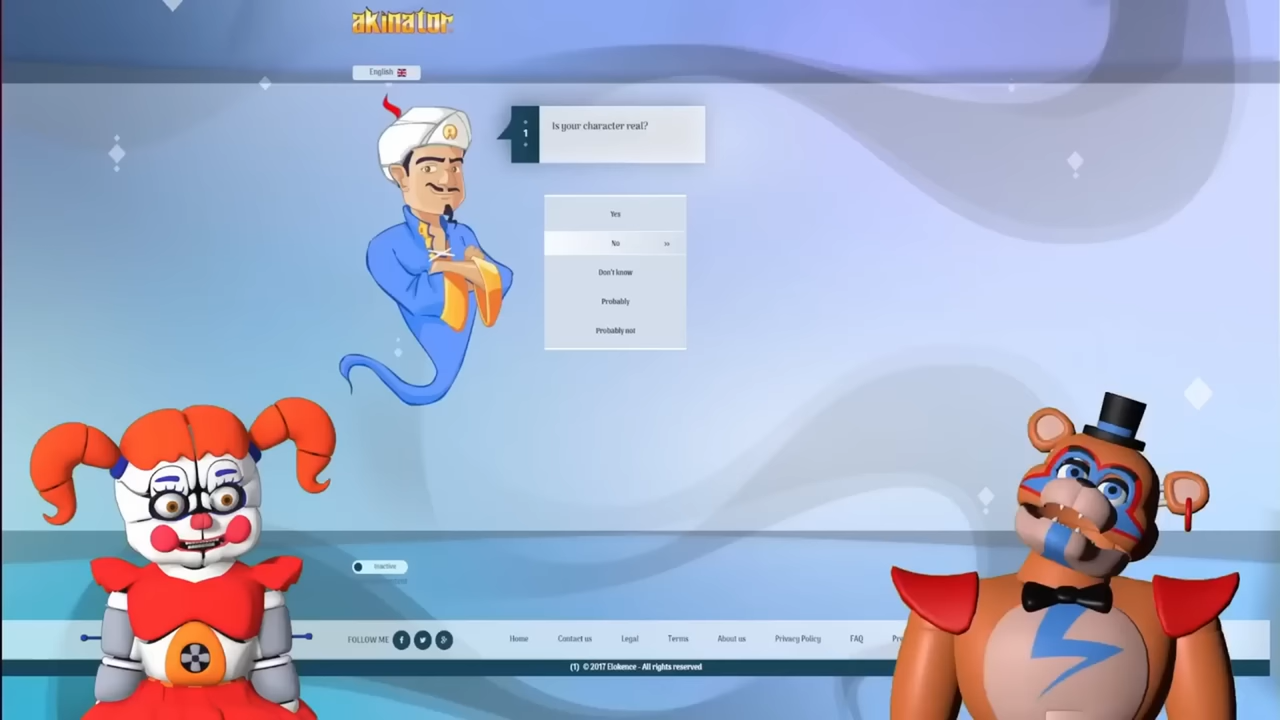 akinator
English
1
Is your character real?
Yes
No
Don't know
Probably
Probably not
Inactive
FOLLOW ME
Home Contact us Legal Terms About us Privacy Policy FAQ
(1) © 2017 Elokence - All rights reserved